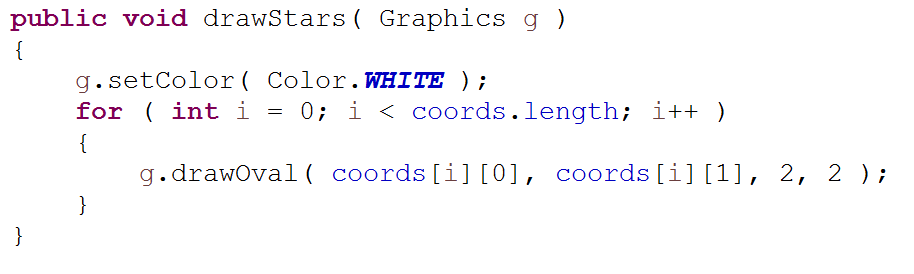 public void drawStars( Graphics g )
{
    g.setColor( Color.WHITE );
    for ( int i = 0; i < coords.length; i++ )
    {
        g.drawOval( coords[i][0], coords[i][1], 2, 2 );
    }
}